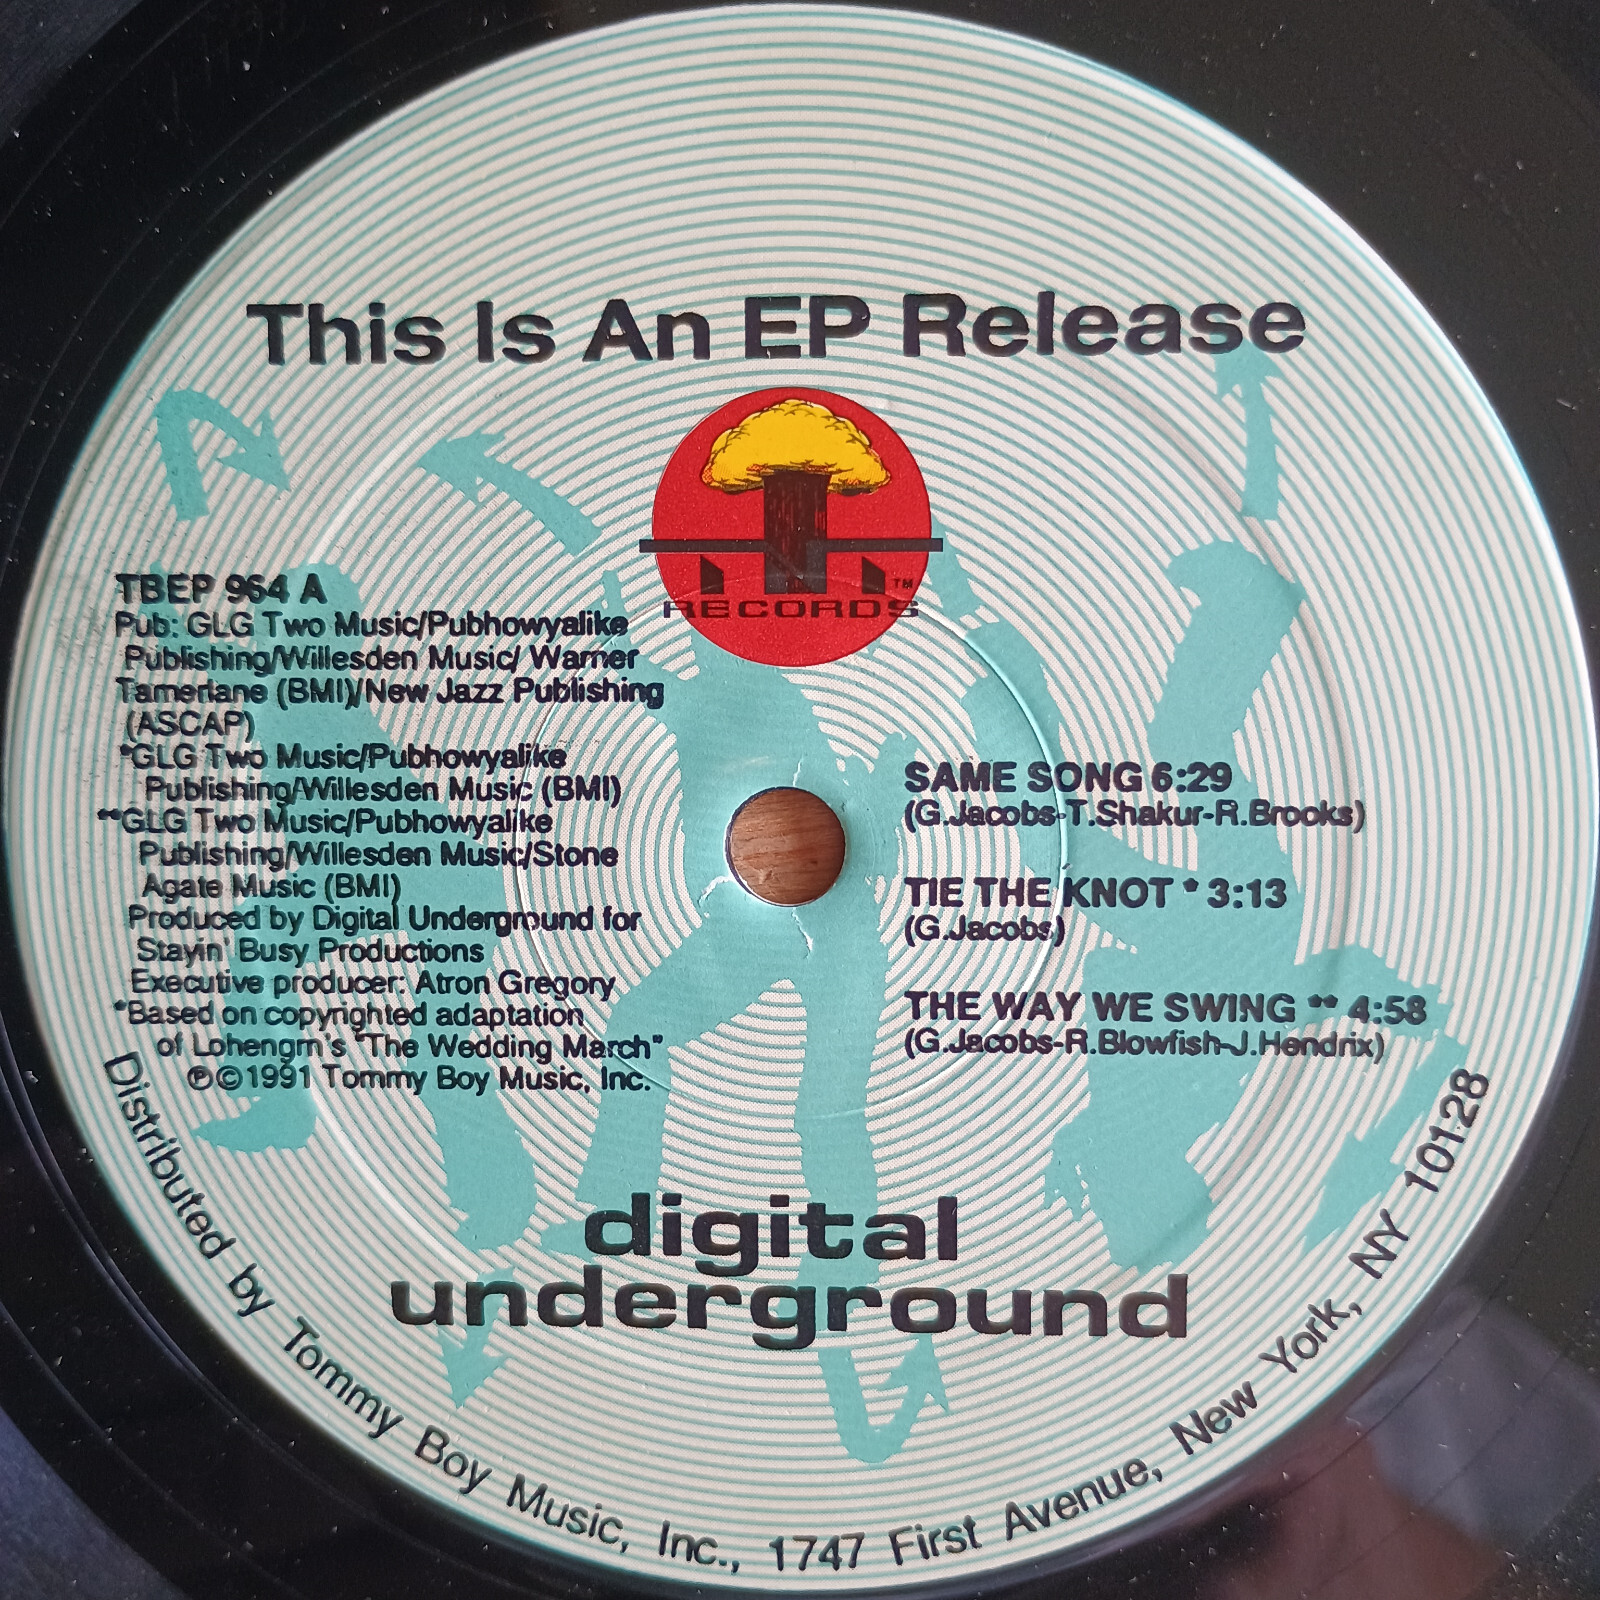 This Is An EP Release
TM
RECORDS
TBEP 964 A
Pub: GLG Two Music/Pubhowyalike
Publishing/Willesden Music/ Warner
Tamerlane (BMI)/New Jazz Publishing
(ASCAP)
*GLG Two Music/Pubhowyalike
Publishing/Willesden Music (BMI)
**GLG Two Music/Pubhowyalike
Publishing/Willesden Music/Stone
Agate Music (BMI)
Produced by Digital Underground for
Stayin' Busy Productions
Executive producer: Atron Gregory
*Based on copyrighted adaptation
of Lohengrn's "The Wedding March"
℗©1991 Tommy Boy Music, Inc.
SAME SONG 6:29
(G.Jacobs-T.Shakur-R.Brooks)
TIE THE KNOT * 3:13
(G.Jacobs)
THE WAY WE SWING ** 4:58
(G.Jacobs-R.Blowfish-J.Hendrix)
digital
underground
Distributed by Tommy Boy Music, Inc., 1747 First Avenue, New York, NY 10128